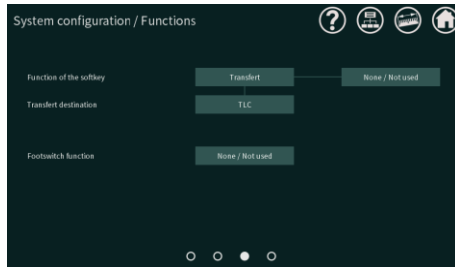 System configuration / Functions
?
Function of the softkey Transfert None / Not used
Transfert destination TLC
Footswitch function None / Not used